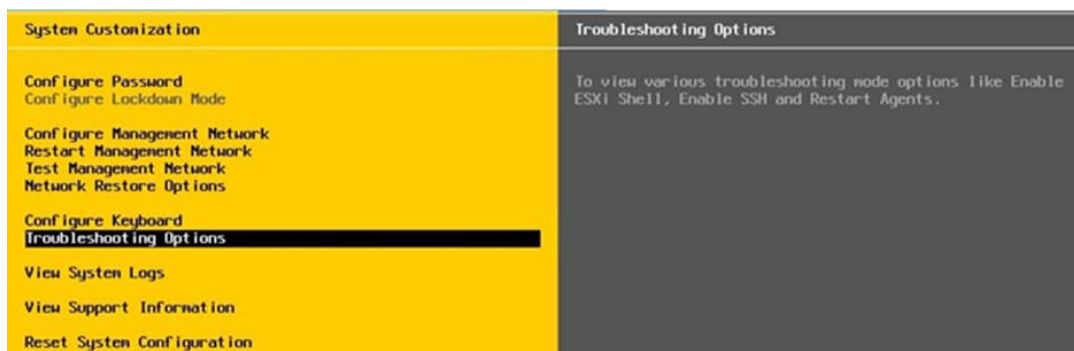 System Customization
Configure Password
Configure Lockdown Mode
Configure Management Network
Restart Management Network
Test Management Network
Network Restore Options
Configure Keyboard
Troubleshooting Options
View System Logs
View Support Information
Reset System Configuration
Troubleshooting Options
To view various troubleshooting mode options like Enable
ESXi Shell, Enable SSH and Restart Agents.